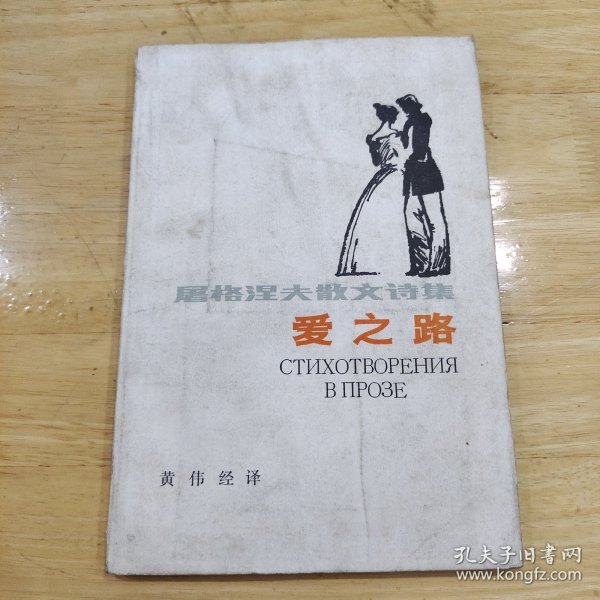 屠格涅夫散文诗集
爱之路
СТИХОТВОРЕНИЯ
В ПРОЗЕ
黄伟经译
孔夫子旧书网
www.kongfz.com